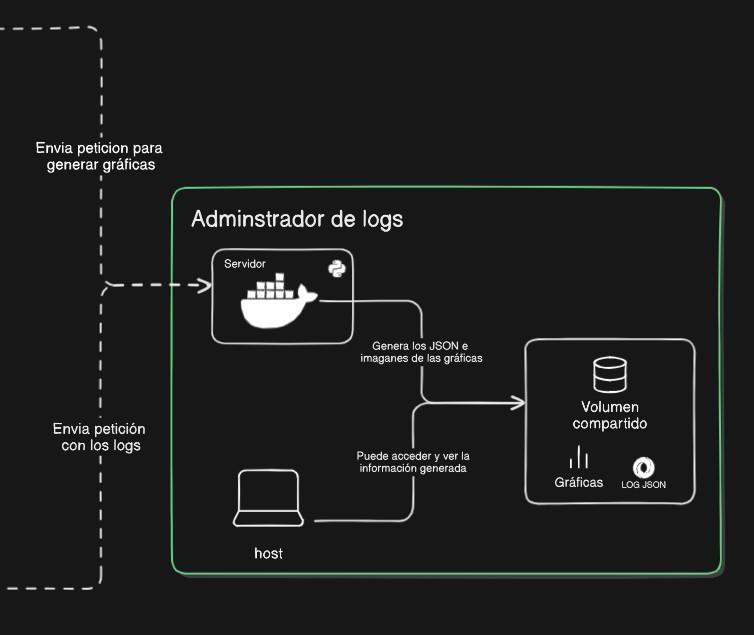 Envia peticion para
generar gráficas
Adminstrador de logs
Servidor
Genera los JSON e
imaganes de las gráficas
Volumen
compartido
Envia petición
con los logs
Puede acceder y ver la
información generada
Gráficas
LOG JSON
host